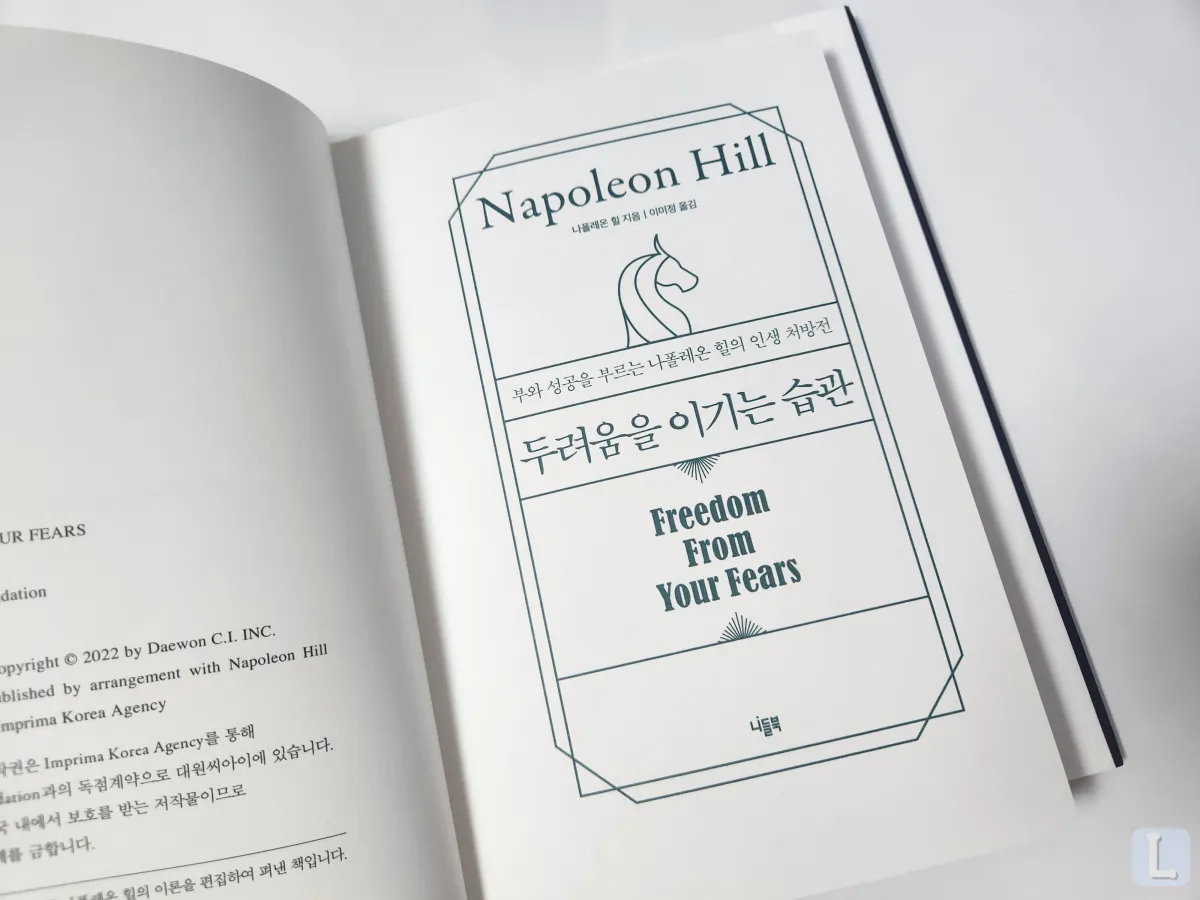 UR FEARS
dation
opyright © 2022 by Daewon C.I. INC.
ublished by arrangement with Napoleon Hill
mprima Korea Agency
작권은 Imprima Korea Agency를 통해
dation과의 독점계약으로 대원씨아이에 있습니다.
국 내에서 보호를 받는 저작물이므로
제를 금합니다.
나폴레온 힐의 이론을 편집하여 펴낸 책입니다.
Napoleon Hill
나폴레온 힐 지음 | 이미정 옮김
부와 성공을 부르는 나폴레온 힐의 인생 처방전
두려움을 이기는 습관
Freedom
From
Your Fears
니들북
L